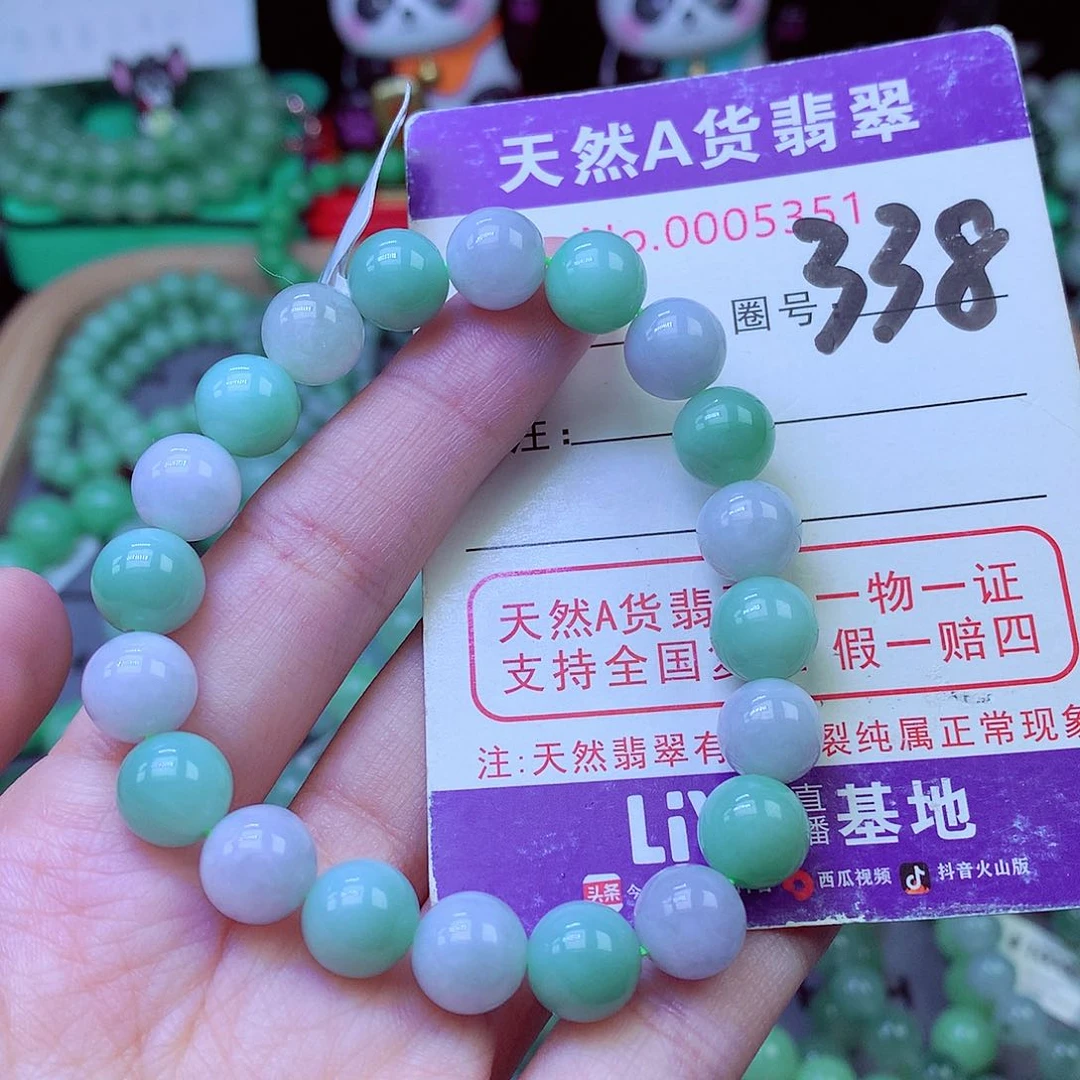 天然A货翡翠
No.0005351
圈号 338
注:
天然A货翡 一物一证
支持全国 假一赔四
注:天然翡翠有 裂纯属正常现象
Li 直播 基地
头条 今 西瓜视频 抖音火山版